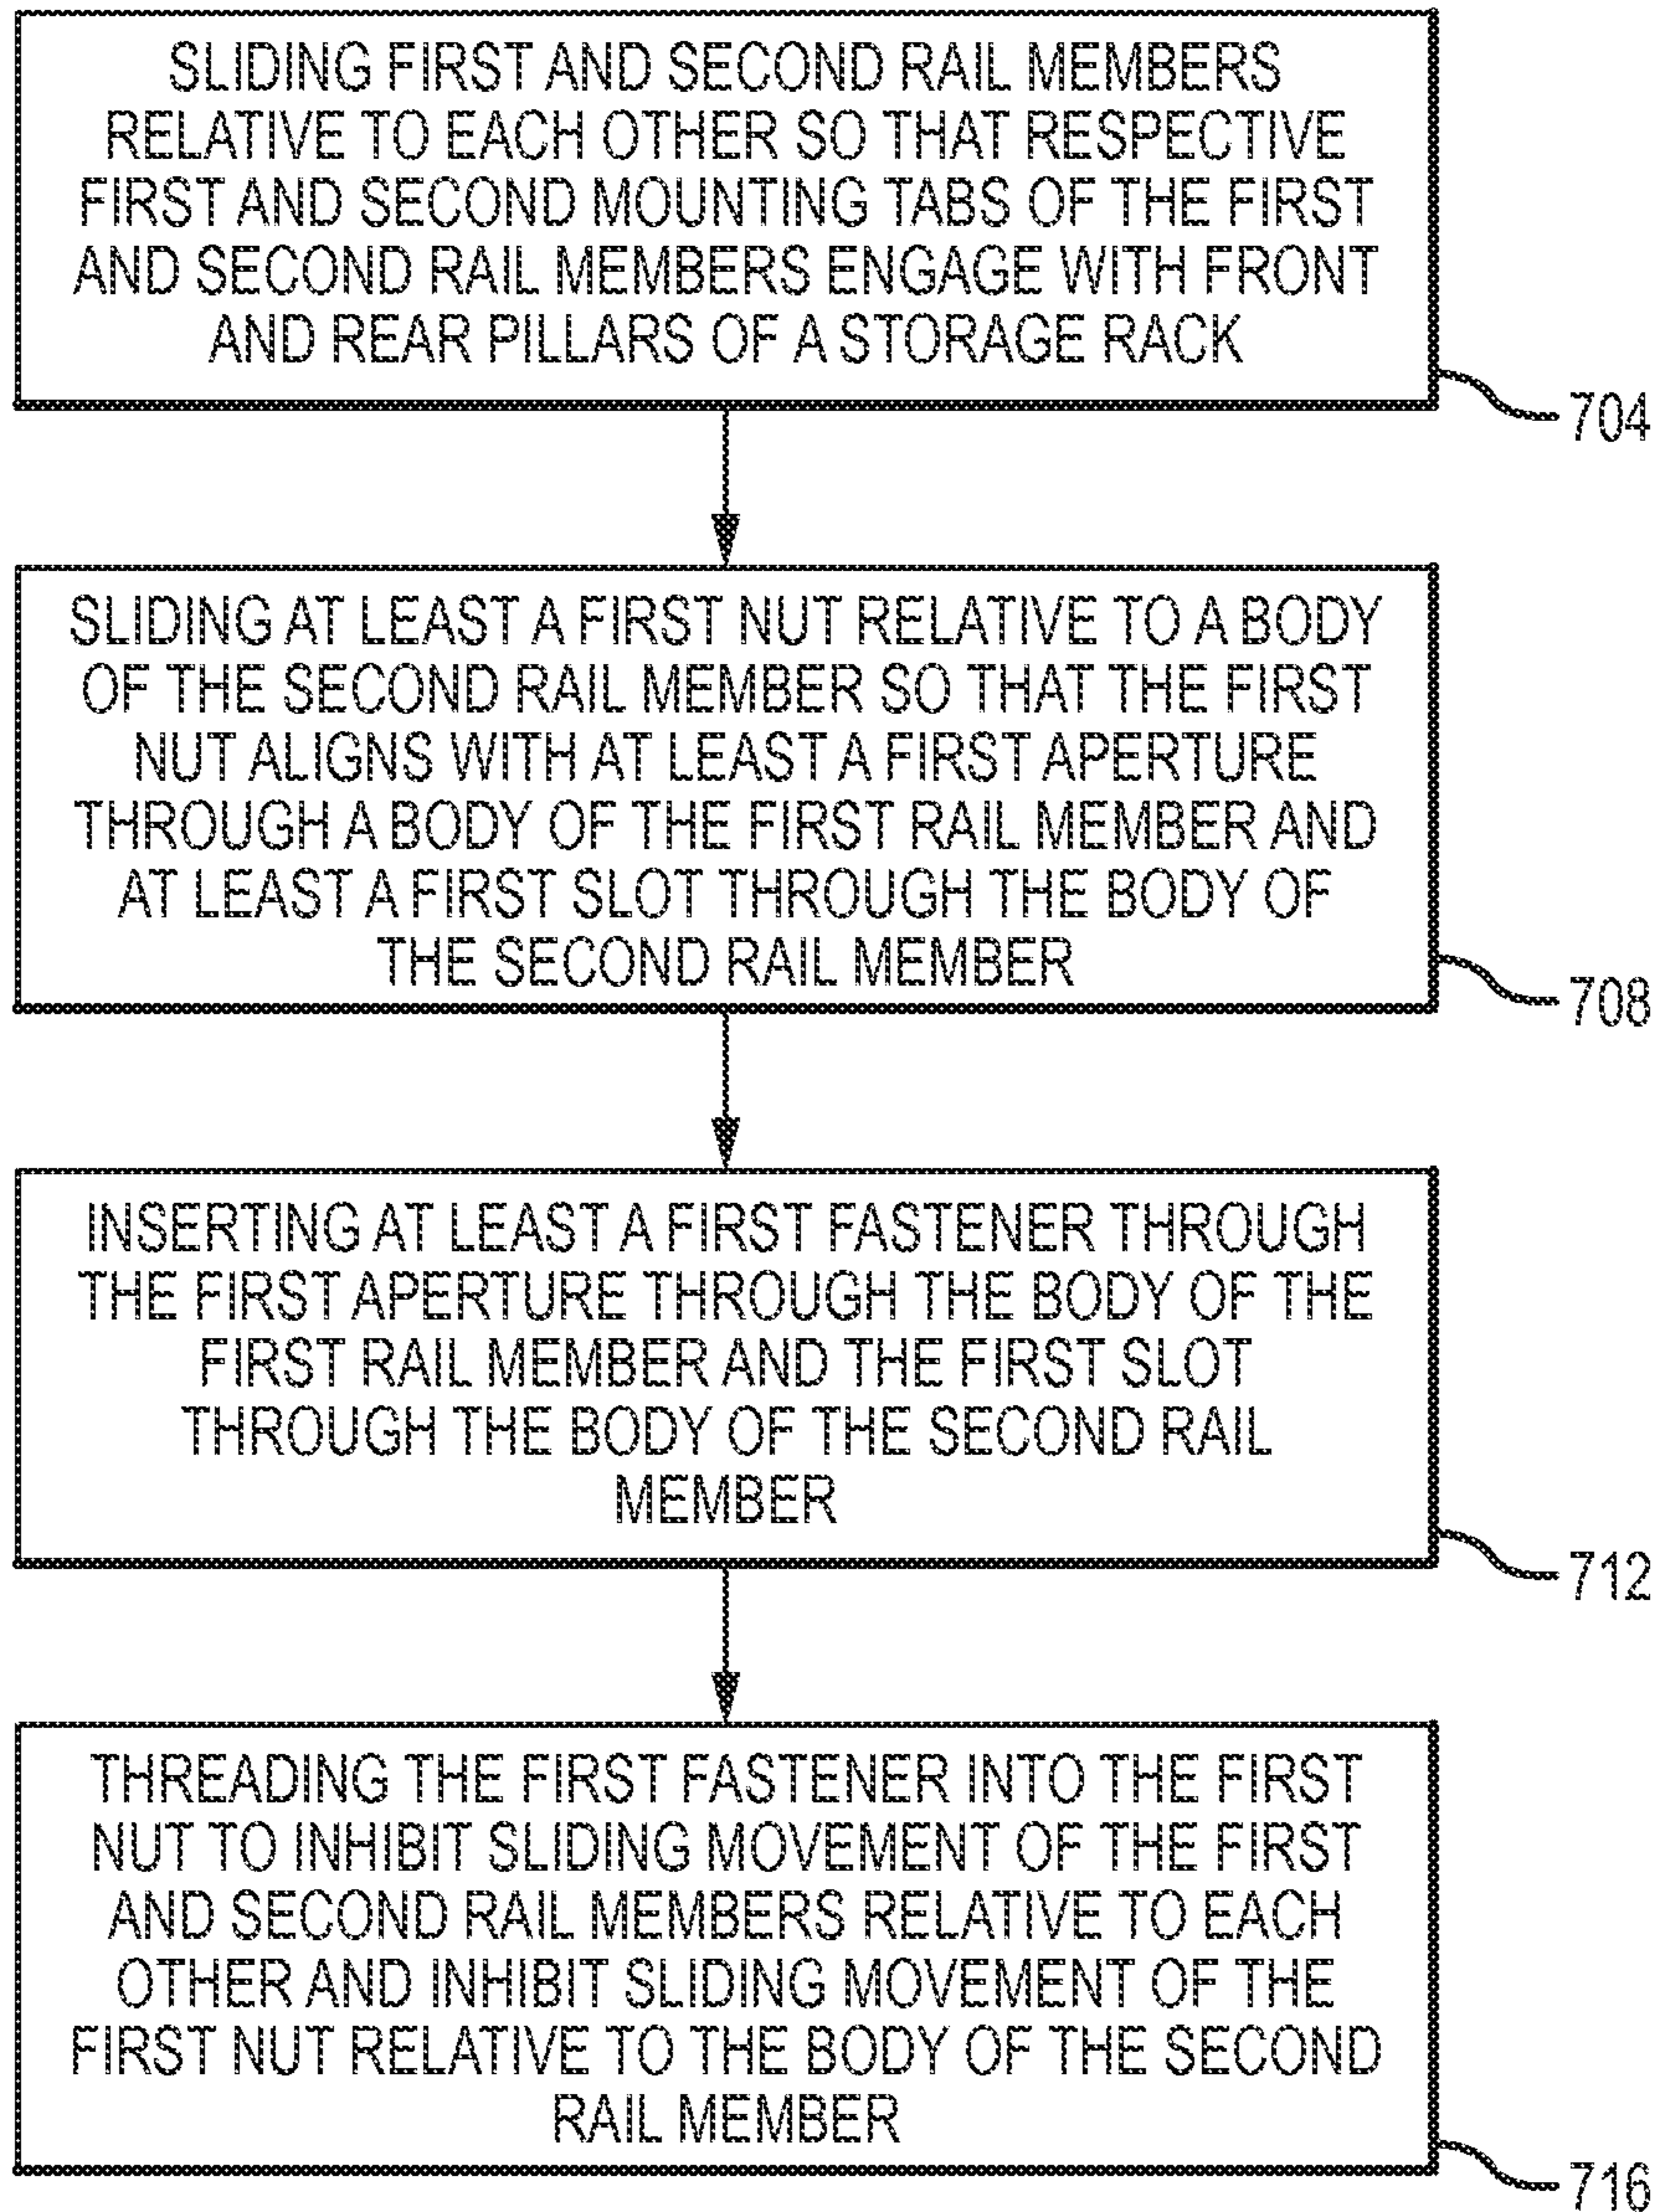 SLIDING FIRST AND SECOND RAIL MEMBERS
RELATIVE TO EACH OTHER SO THAT RESPECTIVE
FIRST AND SECOND MOUNTING TABS OF THE FIRST
AND SECOND RAIL MEMBERS ENGAGE WITH FRONT
AND REAR PILLARS OF A STORAGE RACK
704
SLIDING AT LEAST A FIRST NUT RELATIVE TO A BODY
OF THE SECOND RAIL MEMBER SO THAT THE FIRST
NUT ALIGNS WITH AT LEAST A FIRST APERTURE
THROUGH A BODY OF THE FIRST RAIL MEMBER AND
AT LEAST A FIRST SLOT THROUGH THE BODY OF
THE SECOND RAIL MEMBER
708
INSERTING AT LEAST A FIRST FASTENER THROUGH
THE FIRST APERTURE THROUGH THE BODY OF THE
FIRST RAIL MEMBER AND THE FIRST SLOT
THROUGH THE BODY OF THE SECOND RAIL
MEMBER
712
THREADING THE FIRST FASTENER INTO THE FIRST
NUT TO INHIBIT SLIDING MOVEMENT OF THE FIRST
AND SECOND RAIL MEMBERS RELATIVE TO EACH
OTHER AND INHIBIT SLIDING MOVEMENT OF THE
FIRST NUT RELATIVE TO THE BODY OF THE SECOND
RAIL MEMBER
716